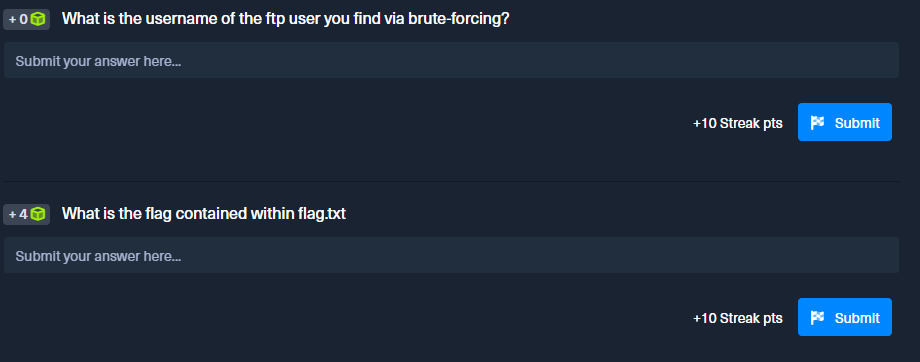 + 0 What is the username of the ftp user you find via brute-forcing?
Submit your answer here...
+10 Streak pts Submit
+ 4 What is the flag contained within flag.txt
Submit your answer here...
+10 Streak pts Submit